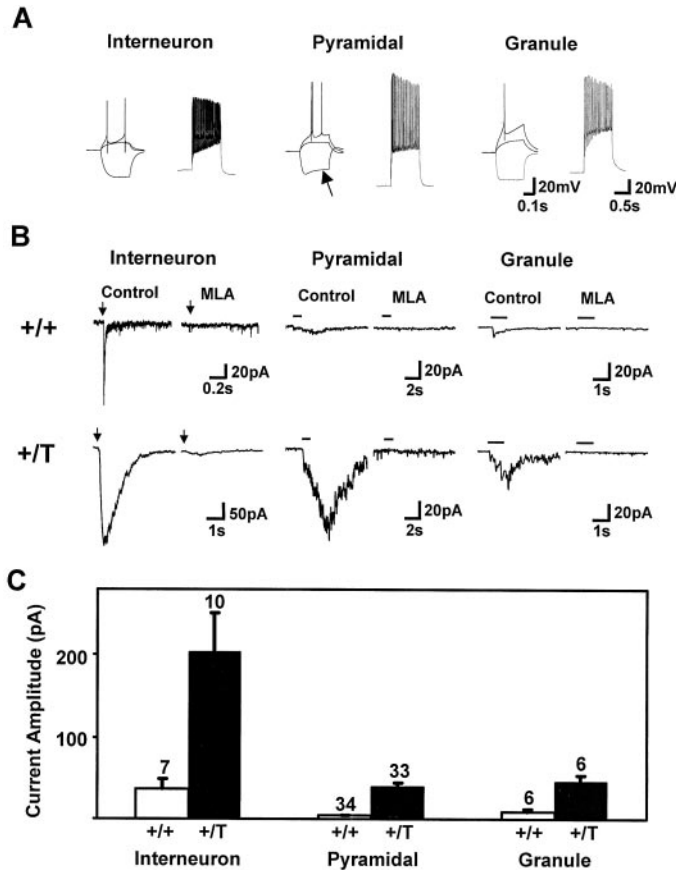 A
Interneuron Pyramidal Granule
20mV 20mV
0.1s 0.5s
B
Interneuron Pyramidal Granule
Control MLA Control MLA Control MLA
+/+
20pA 20pA 20pA
0.2s 2s 1s
+/T
50pA 20pA 20pA
1s 2s 1s
C
Current Amplitude (pA)
200
100
7 10 34 33 6 6
+/+ +/T +/+ +/T +/+ +/T
Interneuron Pyramidal Granule